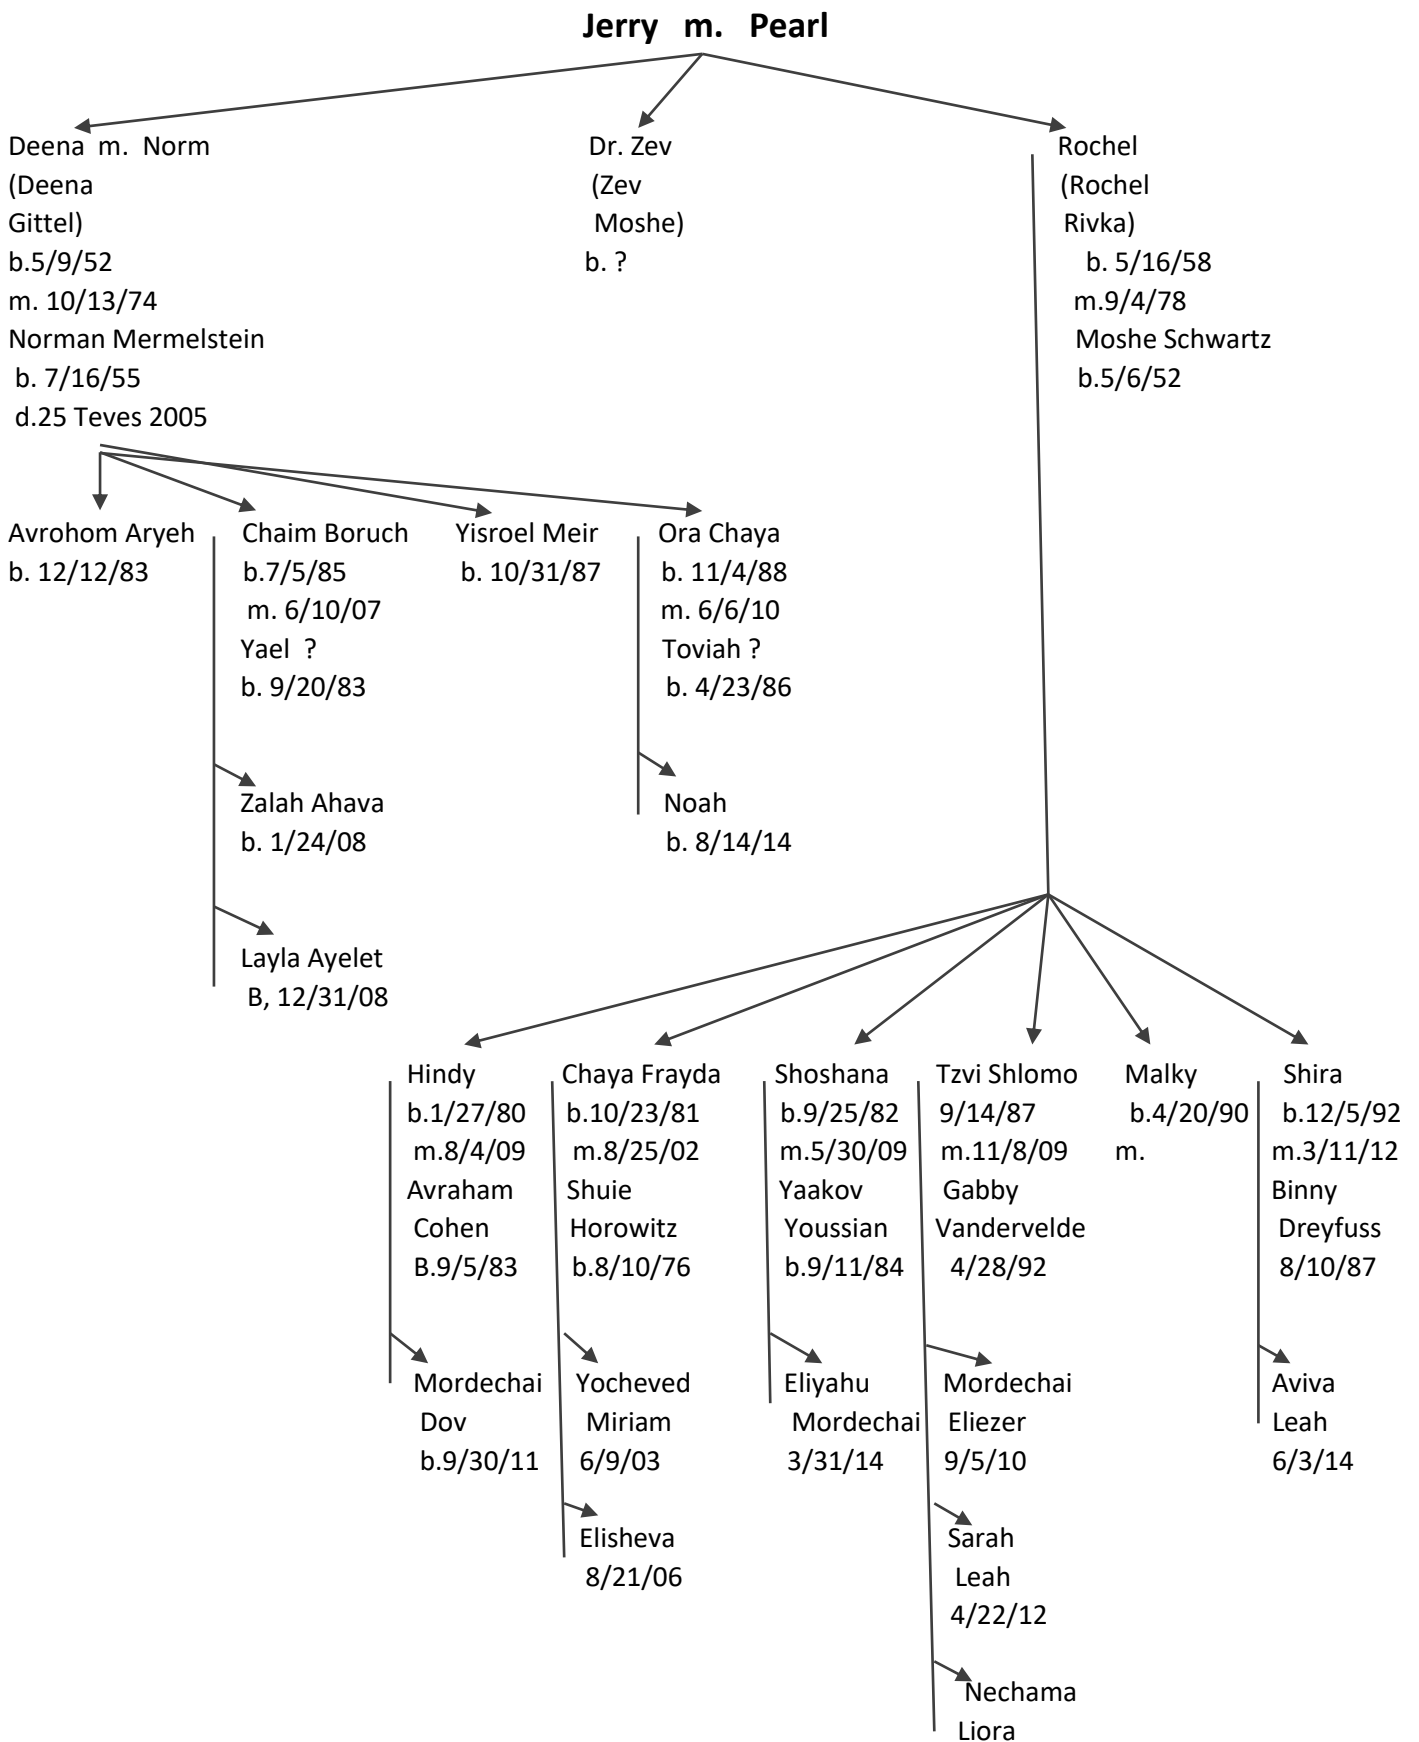 Jerry m. Pearl
Deena m. Norm
(Deena
Gittel)
b.5/9/52
m. 10/13/74
Norman Mermelstein
b. 7/16/55
d.25 Teves 2005
Dr. Zev
(Zev
Moshe)
b. ?
Rochel
(Rochel
Rivka)
b. 5/16/58
m.9/4/78
Moshe Schwartz
b.5/6/52
Avrohom Aryeh
b. 12/12/83
Chaim Boruch
b.7/5/85
m. 6/10/07
Yael ?
b. 9/20/83
Zalah Ahava
b. 1/24/08
Layla Ayelet
B, 12/31/08
Yisroel Meir
b. 10/31/87
Ora Chaya
b. 11/4/88
m. 6/6/10
Toviah ?
b. 4/23/86
Noah
b. 8/14/14
Hindy
b.1/27/80
m.8/4/09
Avraham
Cohen
B.9/5/83
Mordechai
Dov
b.9/30/11
Chaya Frayda
b.10/23/81
m.8/25/02
Shuie
Horowitz
b.8/10/76
Yocheved
Miriam
6/9/03
Elisheva
8/21/06
Shoshana
b.9/25/82
m.5/30/09
Yaakov
Youssian
b.9/11/84
Eliyahu
Mordechai
3/31/14
Tzvi Shlomo
9/14/87
m.11/8/09
Gabby
Vandervelde
4/28/92
Mordechai
Eliezer
9/5/10
Sarah
Leah
4/22/12
Nechama
Liora
Malky
b.4/20/90
m.
Shira
b.12/5/92
m.3/11/12
Binny
Dreyfuss
8/10/87
Aviva
Leah
6/3/14